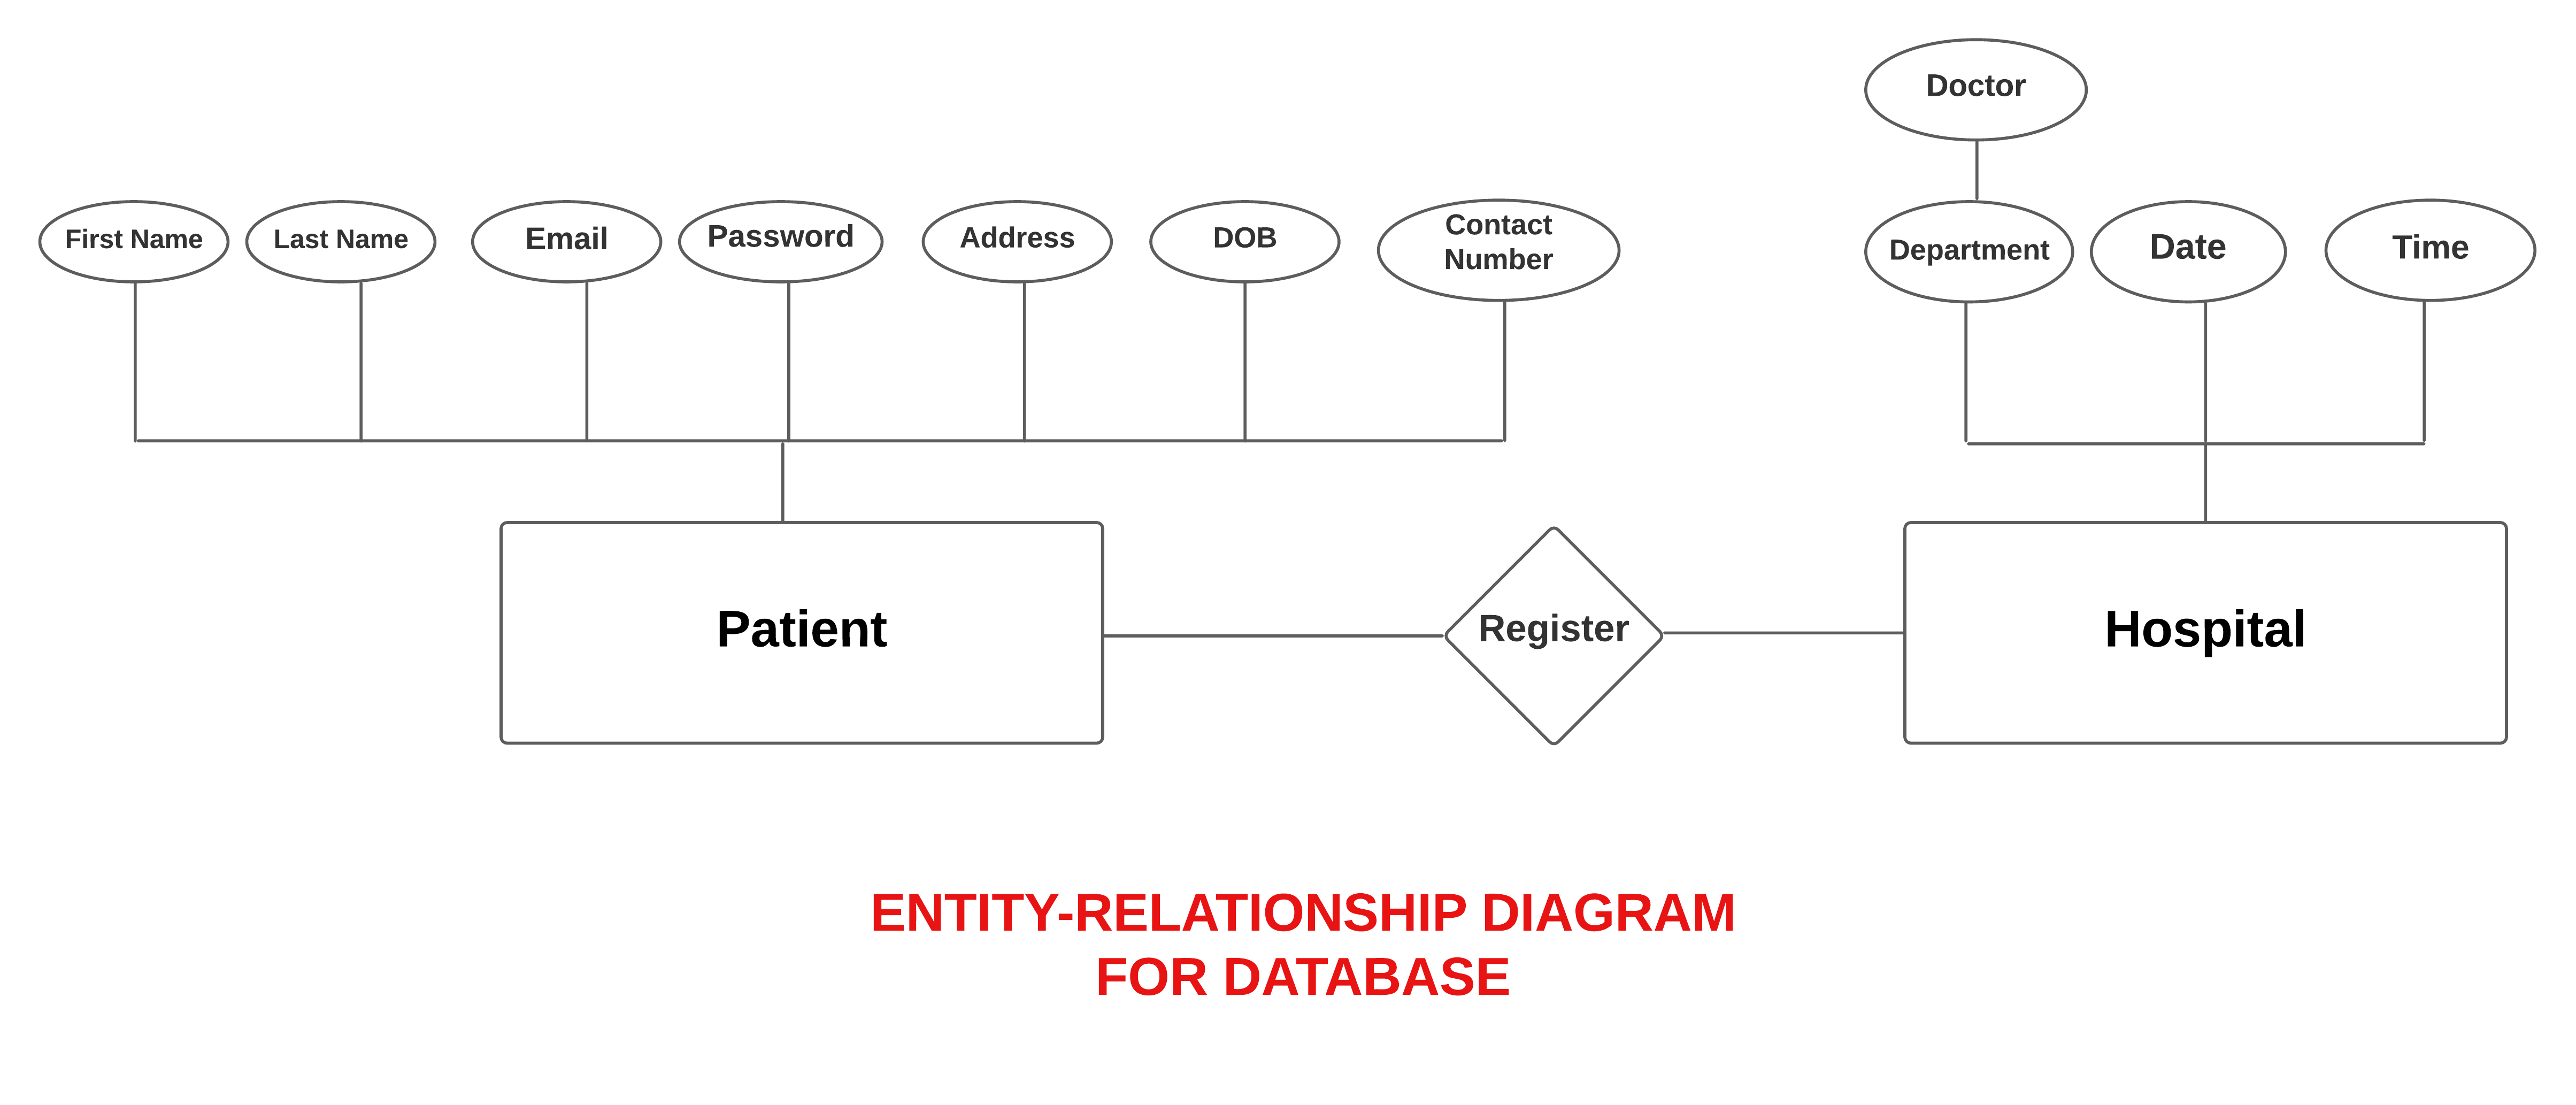 Doctor
First Name
Last Name
Email
Password
Address
DOB
Contact
Number
Department
Date
Time
Patient
Register
Hospital
ENTITY-RELATIONSHIP DIAGRAM
FOR DATABASE